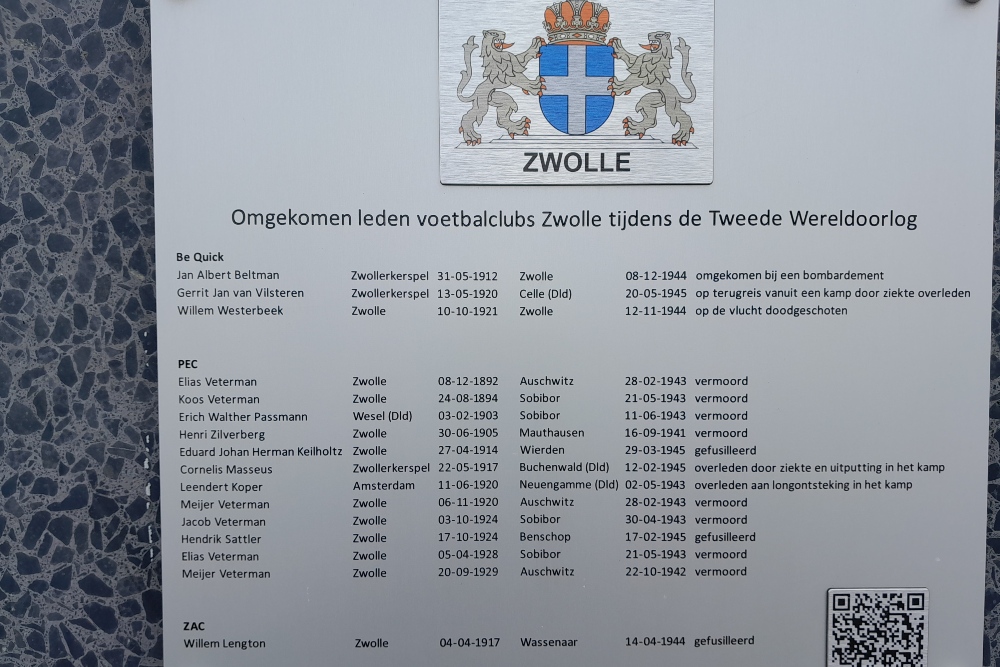 ZWOLLE
Omgekomen leden voetbalclubs Zwolle tijdens de Tweede Wereldoorlog
Be Quick
Jan Albert Beltman Zwollerkerspel 31-05-1912 Zwolle 08-12-1944 omgekomen bij een bombardement
Gerrit Jan van Vilsteren Zwollerkerspel 13-05-1920 Celle (Dld) 20-05-1945 op terugreis vanuit een kamp door ziekte overleden
Willem Westerbeek Zwolle 10-10-1921 Zwolle 12-11-1944 op de vlucht doodgeschoten
PEC
Elias Veterman Zwolle 08-12-1892 Auschwitz 28-02-1943 vermoord
Koos Veterman Zwolle 24-08-1894 Sobibor 21-05-1943 vermoord
Erich Walther Passmann Wesel (Dld) 03-02-1903 Sobibor 11-06-1943 vermoord
Henri Zilverberg Zwolle 30-06-1905 Mauthausen 16-09-1941 vermoord
Eduard Johan Herman Keilholtz Zwolle 27-04-1914 Wierden 29-03-1945 gefusilleerd
Cornelis Masseus Zwollerkerspel 22-05-1917 Buchenwald (Dld) 12-02-1945 overleden door ziekte en uitputting in het kamp
Leendert Koper Amsterdam 11-06-1920 Neuengamme (Dld) 02-05-1943 overleden aan longontsteking in het kamp
Meijer Veterman Zwolle 06-11-1920 Auschwitz 28-02-1943 vermoord
Jacob Veterman Zwolle 03-10-1924 Sobibor 30-04-1943 vermoord
Hendrik Sattler Zwolle 17-10-1924 Benschop 17-02-1945 gefusilleerd
Elias Veterman Zwolle 05-04-1928 Sobibor 21-05-1943 vermoord
Meijer Veterman Zwolle 20-09-1929 Auschwitz 22-10-1942 vermoord
ZAC
Willem Lengton Zwolle 04-04-1917 Wassenaar 14-04-1944 gefusilleerd